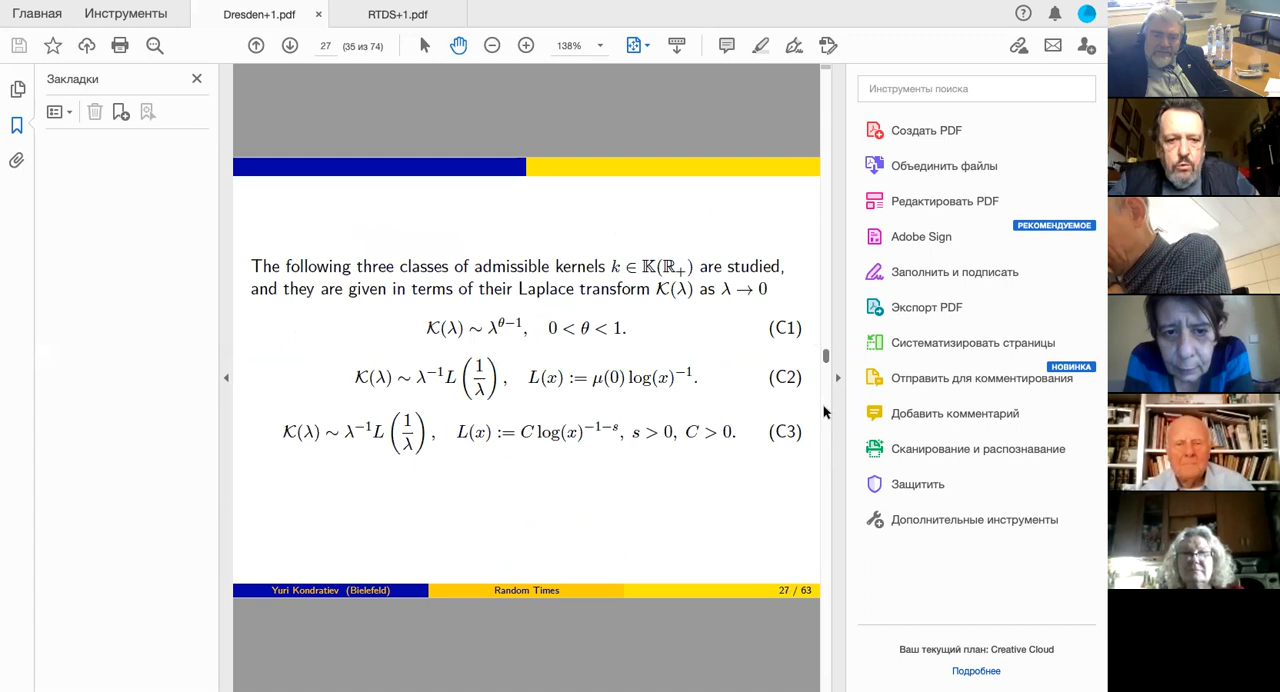 Главная Инструменты Dresden+1.pdf × RTDS+1.pdf
27 (35 из 74) 138%
Закладки
Инструменты поиска
Создать PDF
Объединить файлы
Редактировать PDF
РЕКОМЕНДУЕМОЕ
Adobe Sign
Заполнить и подписать
Экспорт PDF
Систематизировать страницы
НОВИНКА
Отправить для комментирования
Добавить комментарий
Сканирование и распознавание
Защитить
Дополнительные инструменты
Ваш текущий план: Creative Cloud
Подробнее
The following three classes of admissible kernels k ∈ 𝕂(ℝ₊) are studied,
and they are given in terms of their Laplace transform 𝒦(λ) as λ → 0
𝒦(λ) ∼ λ^{θ−1}, 0 < θ < 1. (C1)
𝒦(λ) ∼ λ^{−1}L(1/λ), L(x) := μ(0) log(x)^{−1}. (C2)
𝒦(λ) ∼ λ^{−1}L(1/λ), L(x) := C log(x)^{−1−s}, s > 0, C > 0. (C3)
Yuri Kondratiev (Bielefeld) Random Times 27 / 63